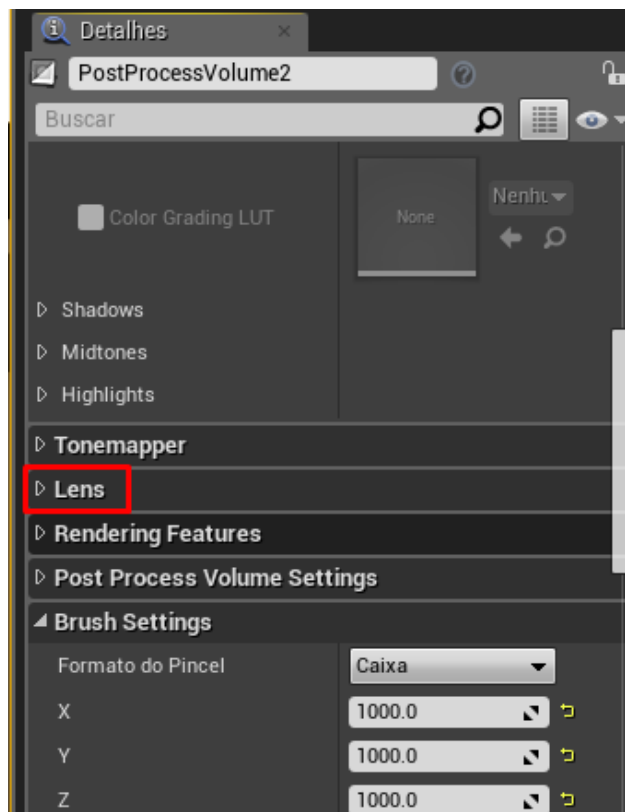 Detalhes
PostProcessVolume2
Buscar
Color Grading LUT
None
Nenhu
Shadows
Midtones
Highlights
Tonemapper
Lens
Rendering Features
Post Process Volume Settings
Brush Settings
Formato do Pincel Caixa
X 1000.0
Y 1000.0
Z 1000.0